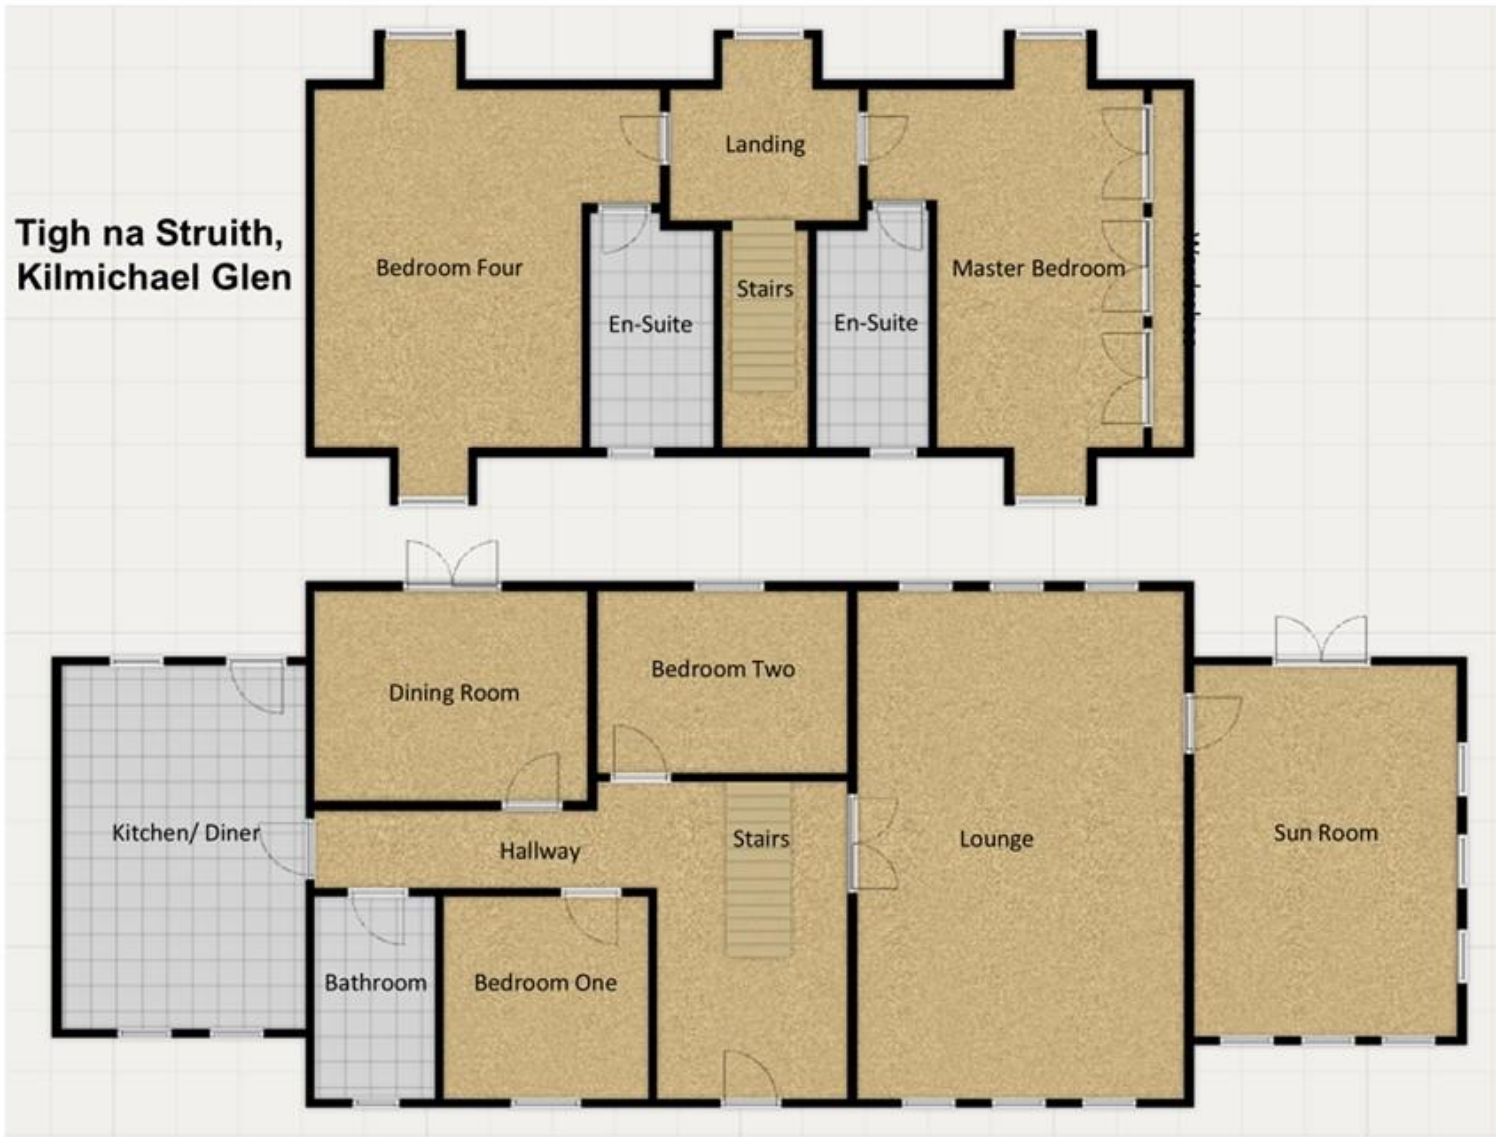 Tigh na Struith,
Kilmichael Glen
Landing
Bedroom Four
Master Bedroom
Stairs
En-Suite
En-Suite
Dining Room
Bedroom Two
Kitchen/ Diner
Hallway
Stairs
Lounge
Sun Room
Bathroom
Bedroom One